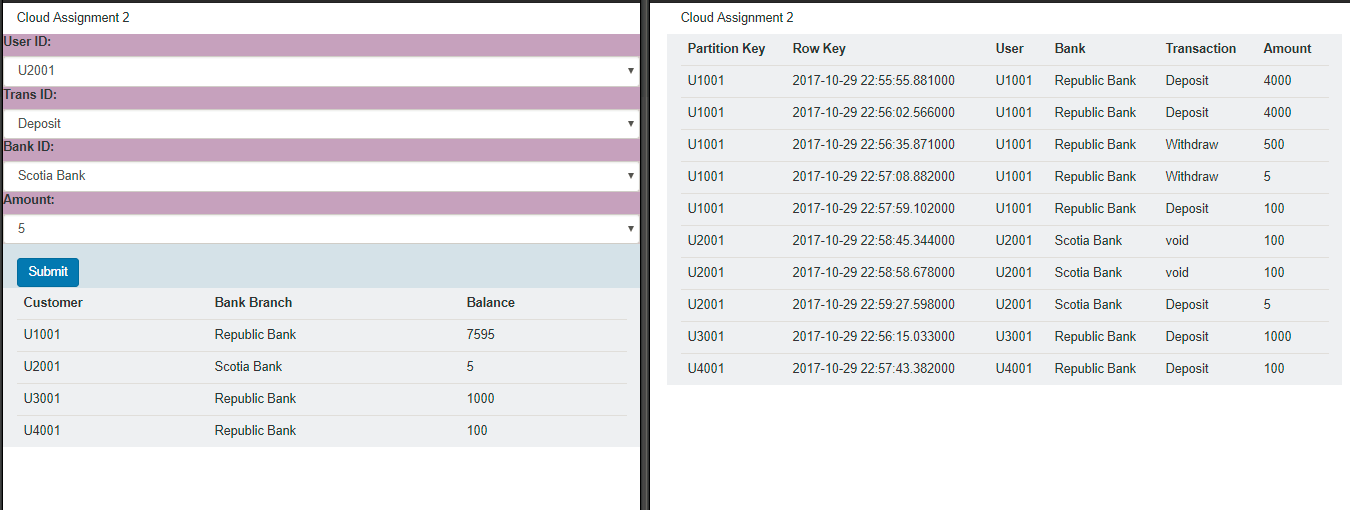 Cloud Assignment 2
User ID:
U2001
Trans ID:
Deposit
Bank ID:
Scotia Bank
Amount:
5
Submit
Customer Bank Branch Balance
U1001 Republic Bank 7595
U2001 Scotia Bank 5
U3001 Republic Bank 1000
U4001 Republic Bank 100
Cloud Assignment 2
Partition Key Row Key User Bank Transaction Amount
U1001 2017-10-29 22:55:55.881000 U1001 Republic Bank Deposit 4000
U1001 2017-10-29 22:56:02.566000 U1001 Republic Bank Deposit 4000
U1001 2017-10-29 22:56:35.871000 U1001 Republic Bank Withdraw 500
U1001 2017-10-29 22:57:08.882000 U1001 Republic Bank Withdraw 5
U1001 2017-10-29 22:57:59.102000 U1001 Republic Bank Deposit 100
U2001 2017-10-29 22:58:45.344000 U2001 Scotia Bank void 100
U2001 2017-10-29 22:58:58.678000 U2001 Scotia Bank void 100
U2001 2017-10-29 22:59:27.598000 U2001 Scotia Bank Deposit 5
U3001 2017-10-29 22:56:15.033000 U3001 Republic Bank Deposit 1000
U4001 2017-10-29 22:57:43.382000 U4001 Republic Bank Deposit 100